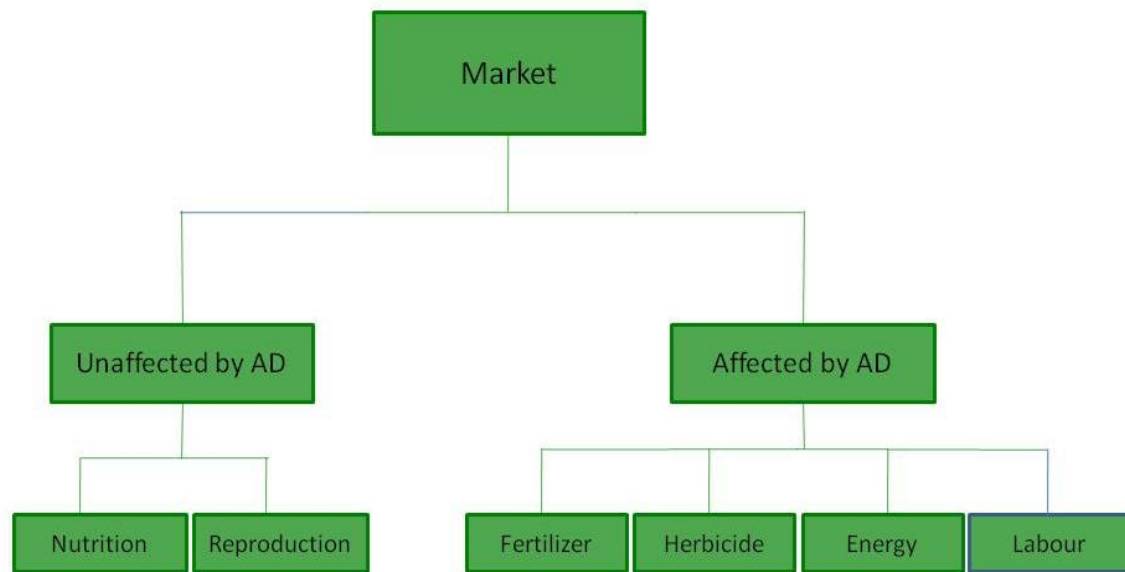 Market
Unaffected by AD
Affected by AD
Nutrition
Reproduction
Fertilizer
Herbicide
Energy
Labour